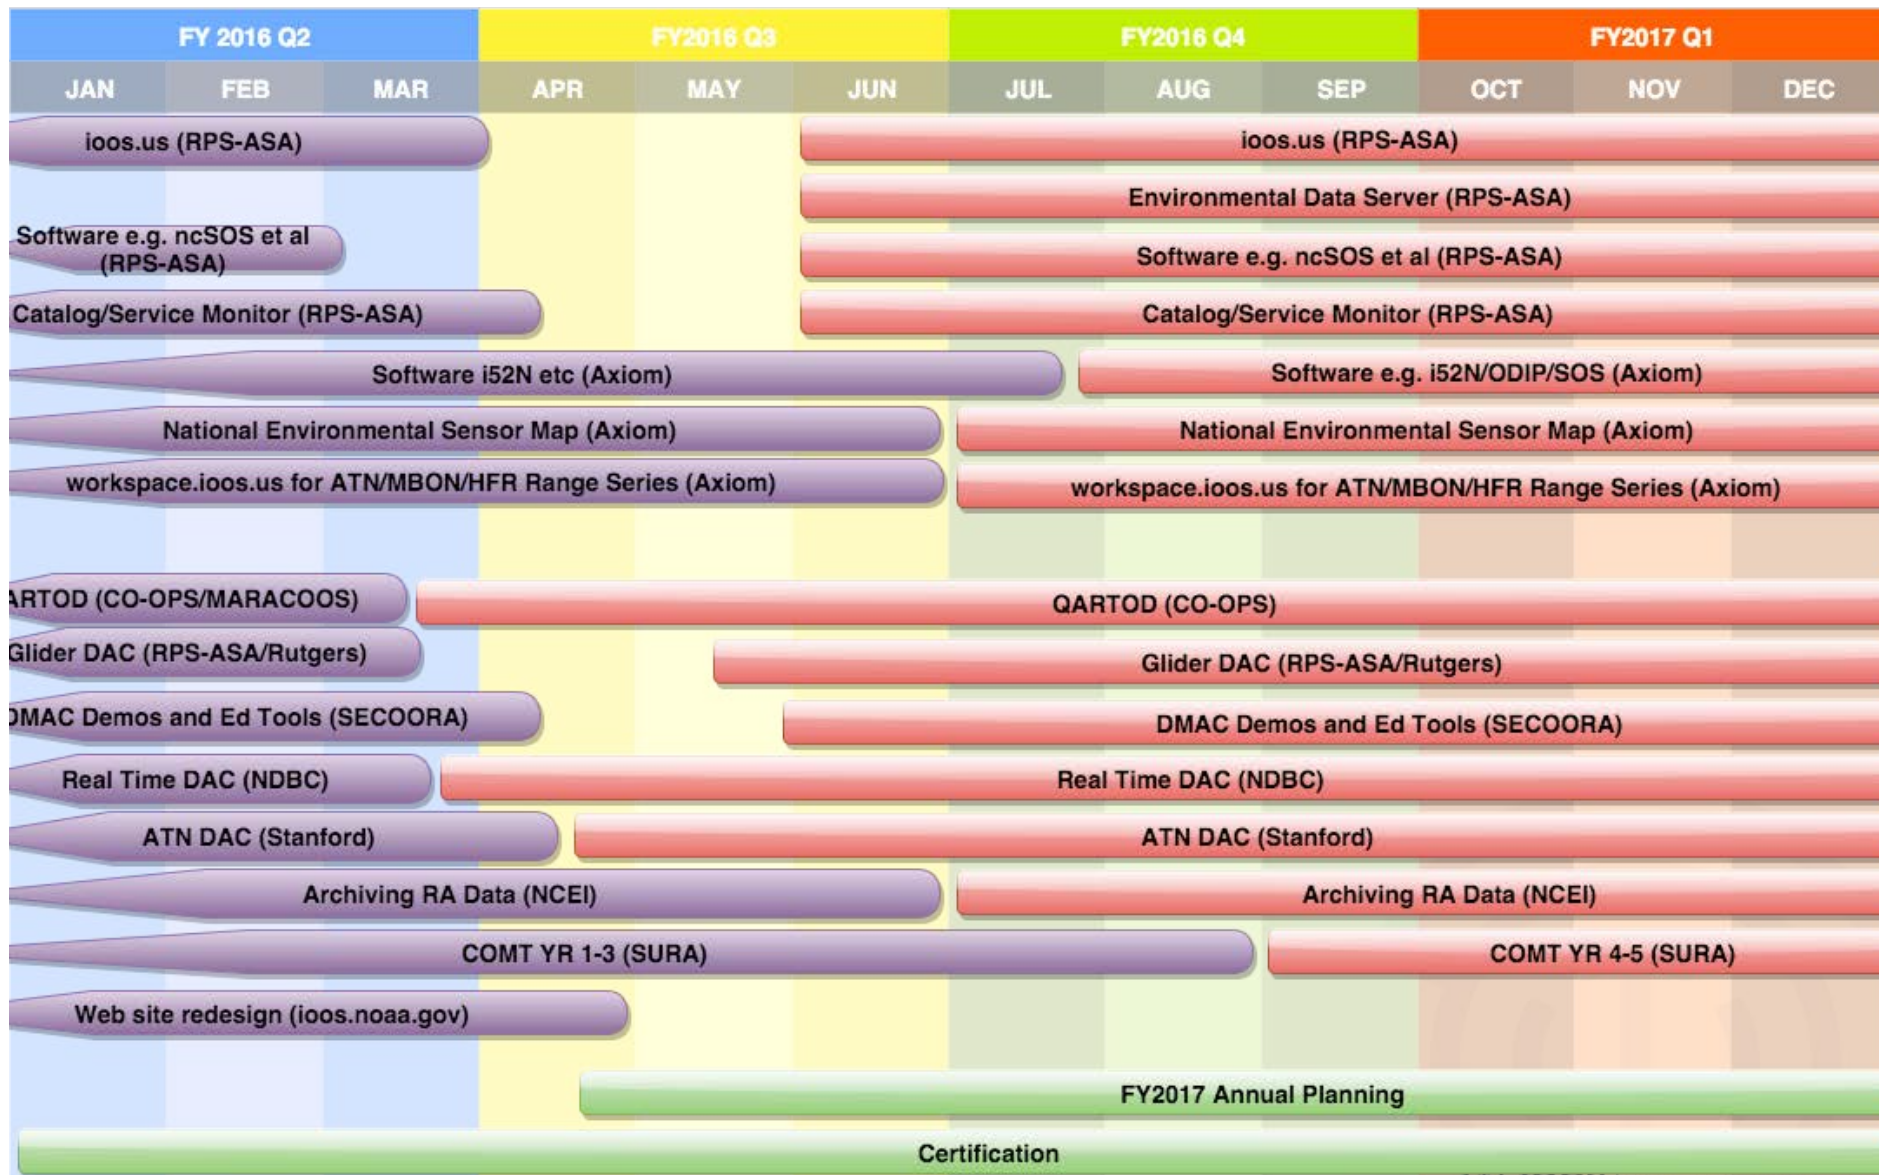 FY 2016 Q2 FY2016 Q3 FY2016 Q4 FY2017 Q1
JAN FEB MAR APR MAY JUN JUL AUG SEP OCT NOV DEC
ioos.us (RPS-ASA) ioos.us (RPS-ASA)
Environmental Data Server (RPS-ASA)
Software e.g. ncSOS et al
(RPS-ASA)
Software e.g. ncSOS et al (RPS-ASA)
Catalog/Service Monitor (RPS-ASA) Catalog/Service Monitor (RPS-ASA)
Software i52N etc (Axiom) Software e.g. i52N/ODIP/SOS (Axiom)
National Environmental Sensor Map (Axiom) National Environmental Sensor Map (Axiom)
workspace.ioos.us for ATN/MBON/HFR Range Series (Axiom) workspace.ioos.us for ATN/MBON/HFR Range Series (Axiom)
ARTOD (CO-OPS/MARACOOS) QARTOD (CO-OPS)
Glider DAC (RPS-ASA/Rutgers) Glider DAC (RPS-ASA/Rutgers)
DMAC Demos and Ed Tools (SECOORA) DMAC Demos and Ed Tools (SECOORA)
Real Time DAC (NDBC) Real Time DAC (NDBC)
ATN DAC (Stanford) ATN DAC (Stanford)
Archiving RA Data (NCEI) Archiving RA Data (NCEI)
COMT YR 1-3 (SURA) COMT YR 4-5 (SURA)
Web site redesign (ioos.noaa.gov)
FY2017 Annual Planning
Certification